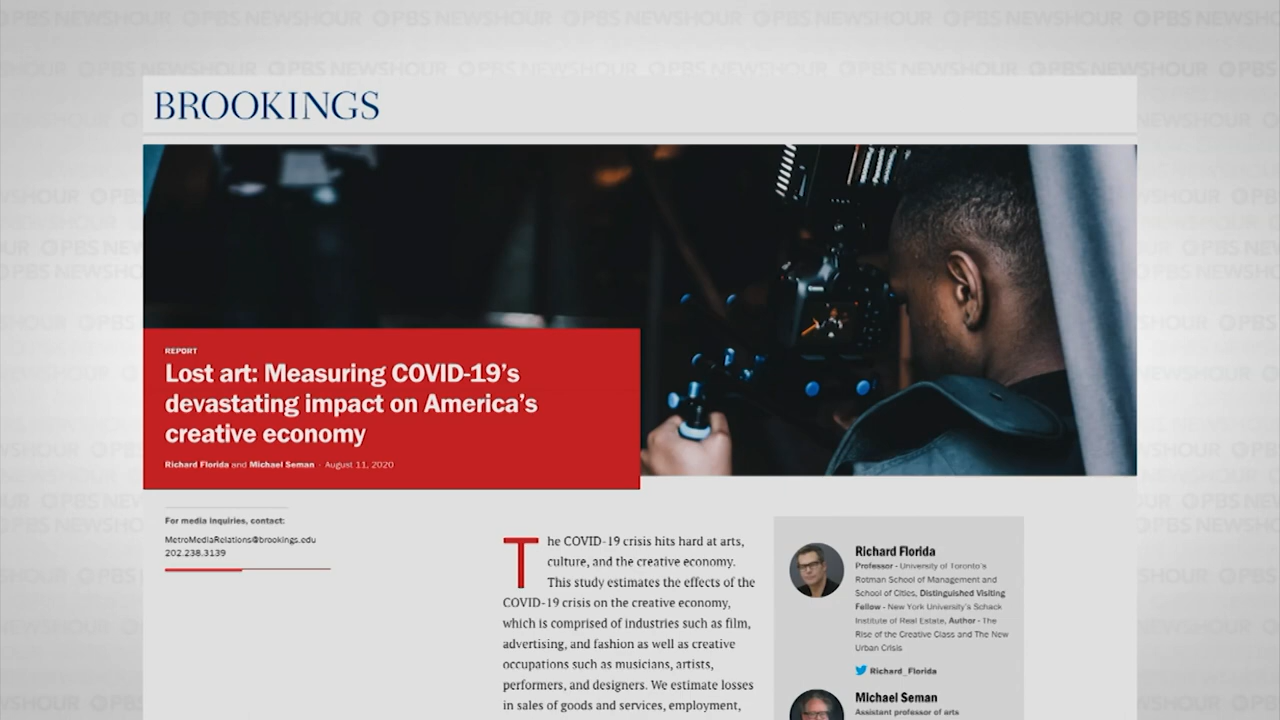 BROOKINGS
REPORT
Lost art: Measuring COVID-19’s
devastating impact on America’s
creative economy
Richard Florida and Michael Seman · August 11, 2020
For media inquiries, contact:
MetroMediaRelations@brookings.edu
202.238.3139
The COVID-19 crisis hits hard at arts,
culture, and the creative economy.
This study estimates the effects of the
COVID-19 crisis on the creative economy,
which is comprised of industries such as film,
advertising, and fashion as well as creative
occupations such as musicians, artists,
performers, and designers. We estimate losses
in sales of goods and services, employment,
Richard Florida
Professor - University of Toronto’s
Rotman School of Management and
School of Cities, Distinguished Visiting
Fellow - New York University’s Schack
Institute of Real Estate, Author - The
Rise of the Creative Class and The New
Urban Crisis
Richard_Florida
Michael Seman
Assistant professor of arts
PBS NEWSHOUR